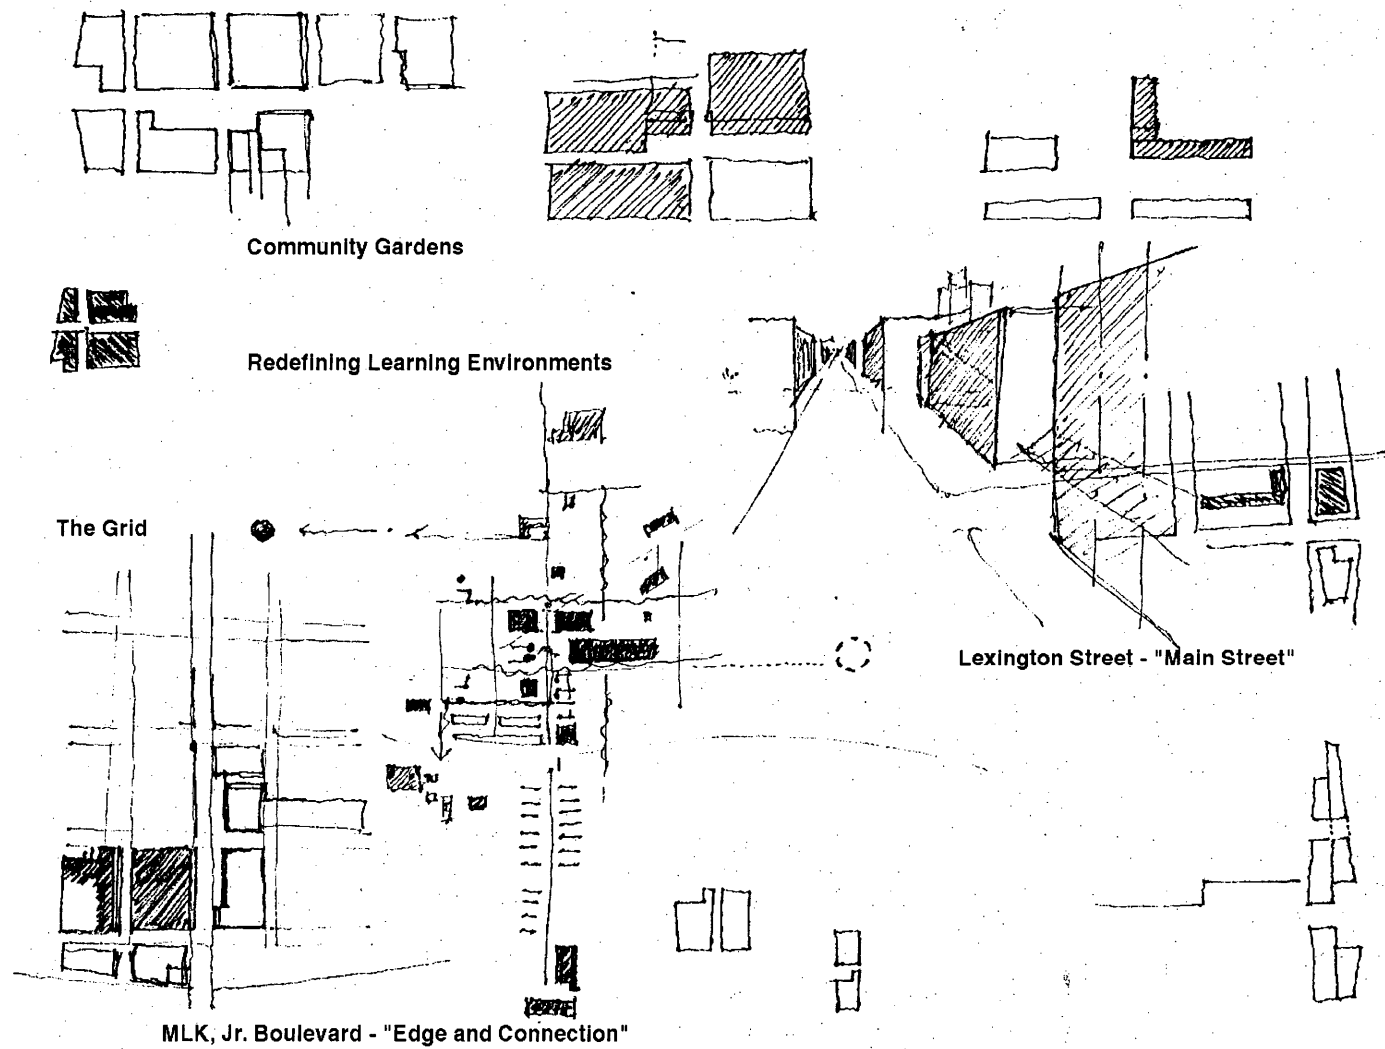 Community Gardens
Redefining Learning Environments
The Grid
Lexington Street - "Main Street"
MLK, Jr. Boulevard - "Edge and Connection"